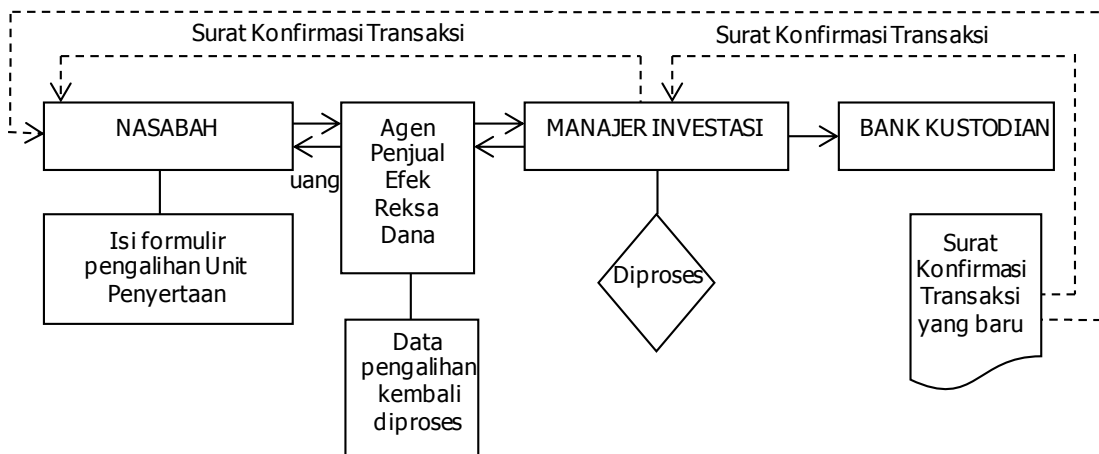 Surat Konfirmasi Transaksi
Surat Konfirmasi Transaksi
NASABAH
Agen
Penjual
Efek
Reksa
Dana
MANAJER INVESTASI
BANK KUSTODIAN
uang
Isi formulir
pengalihan Unit
Penyertaan
Diproses
Surat
Konfirmasi
Transaksi
yang baru
Data
pengalihan
kembali
diproses